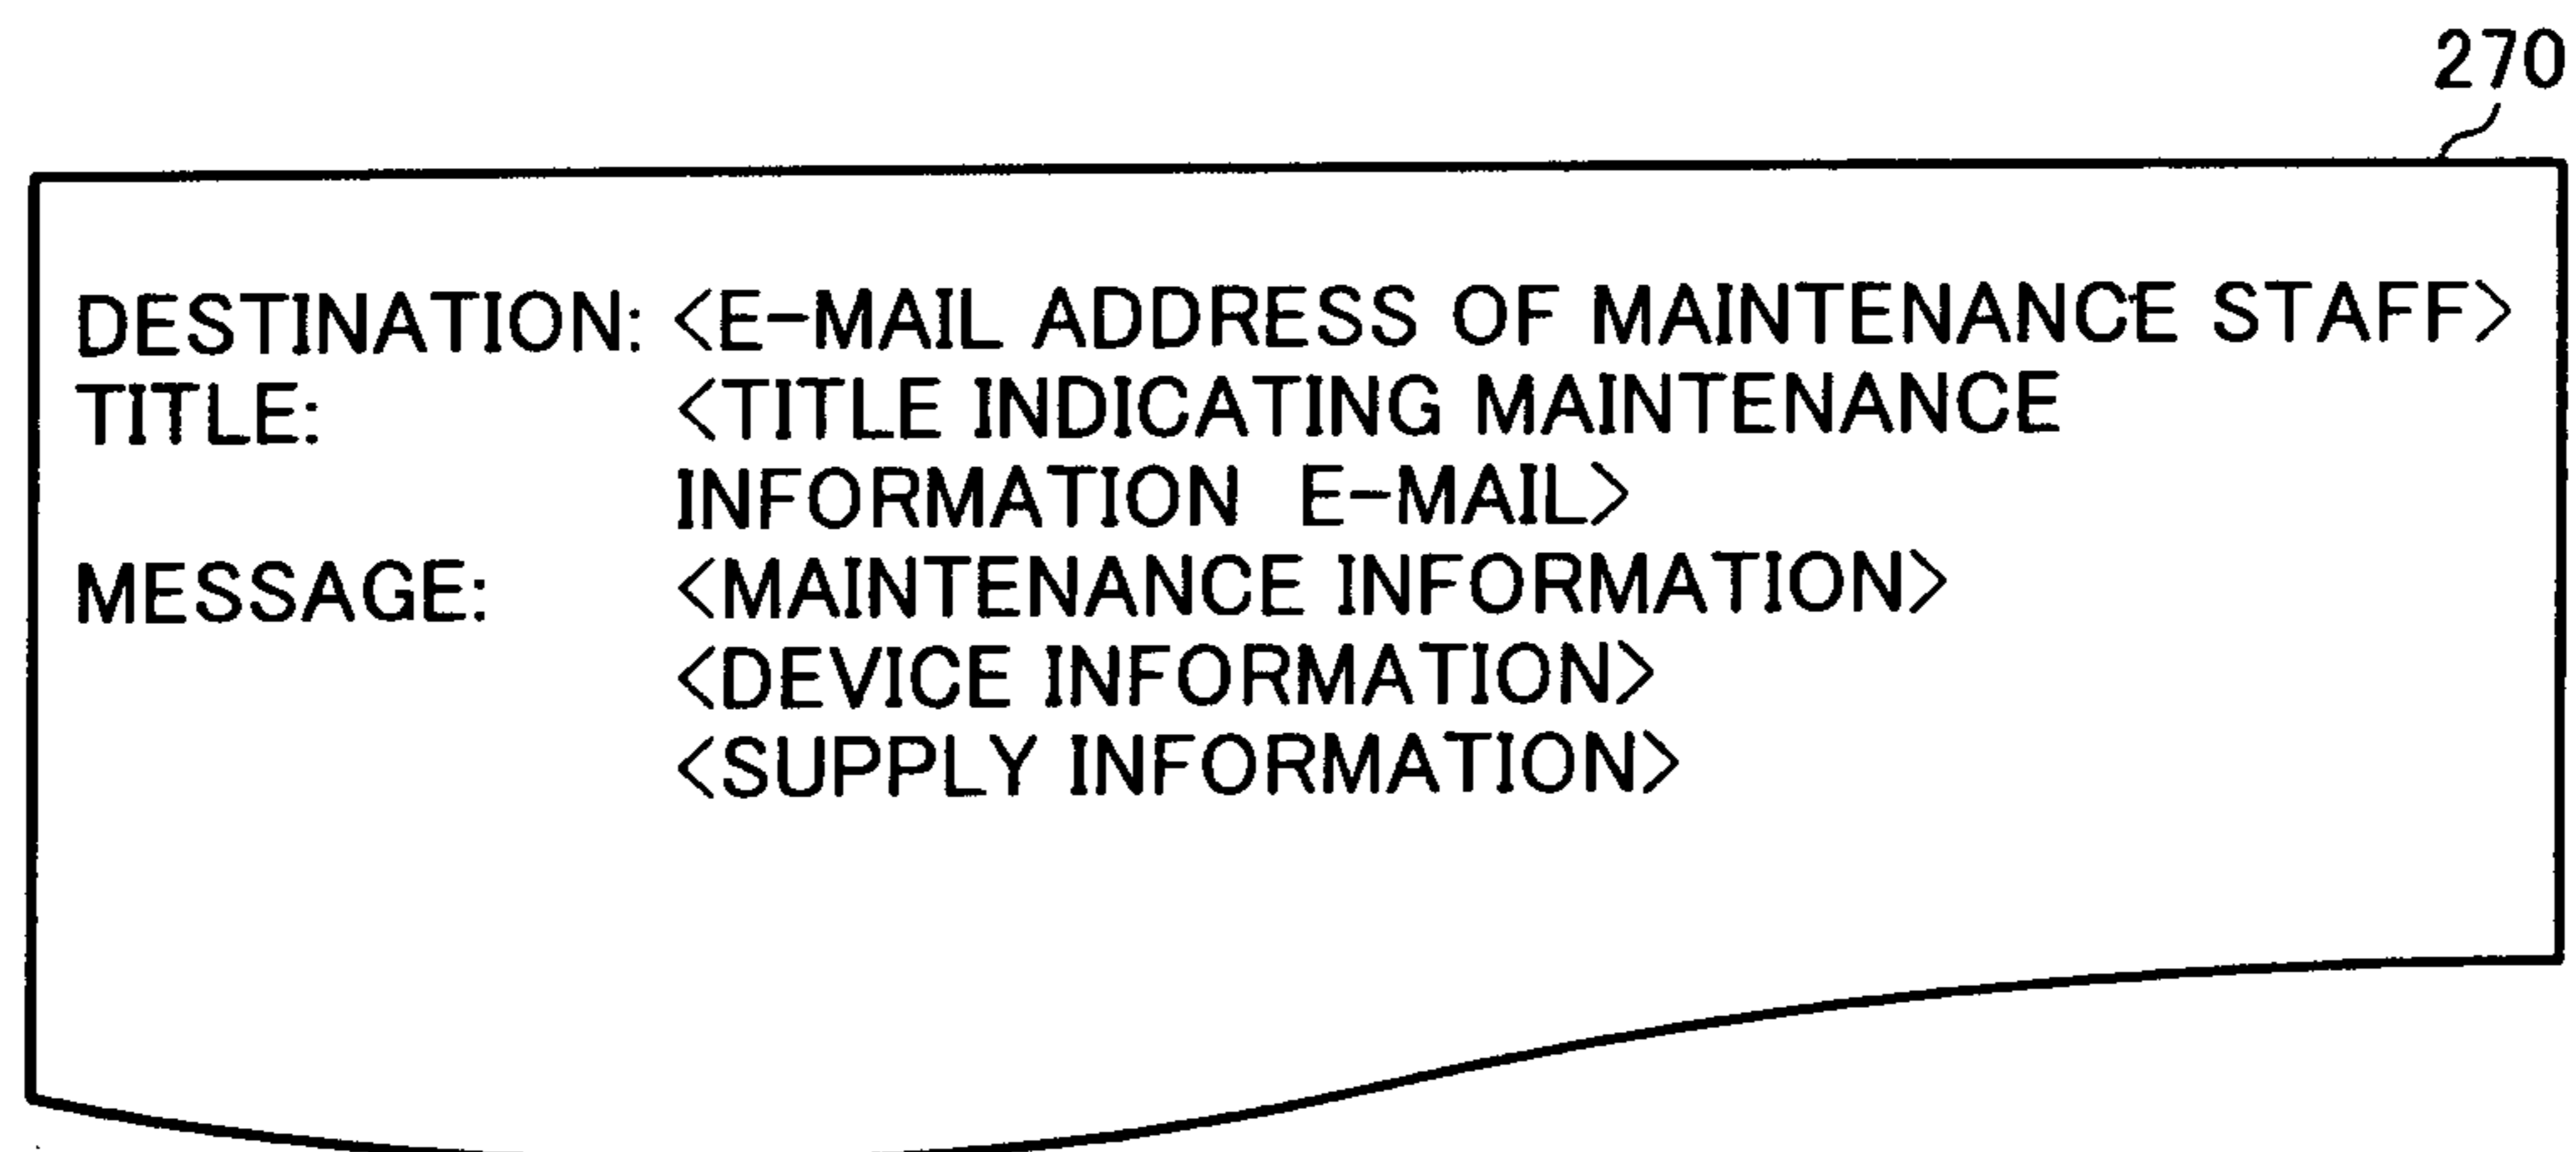 270
DESTINATION: <E-MAIL ADDRESS OF MAINTENANCE STAFF>
TITLE: <TITLE INDICATING MAINTENANCE
INFORMATION E-MAIL>
MESSAGE: <MAINTENANCE INFORMATION>
<DEVICE INFORMATION>
<SUPPLY INFORMATION>